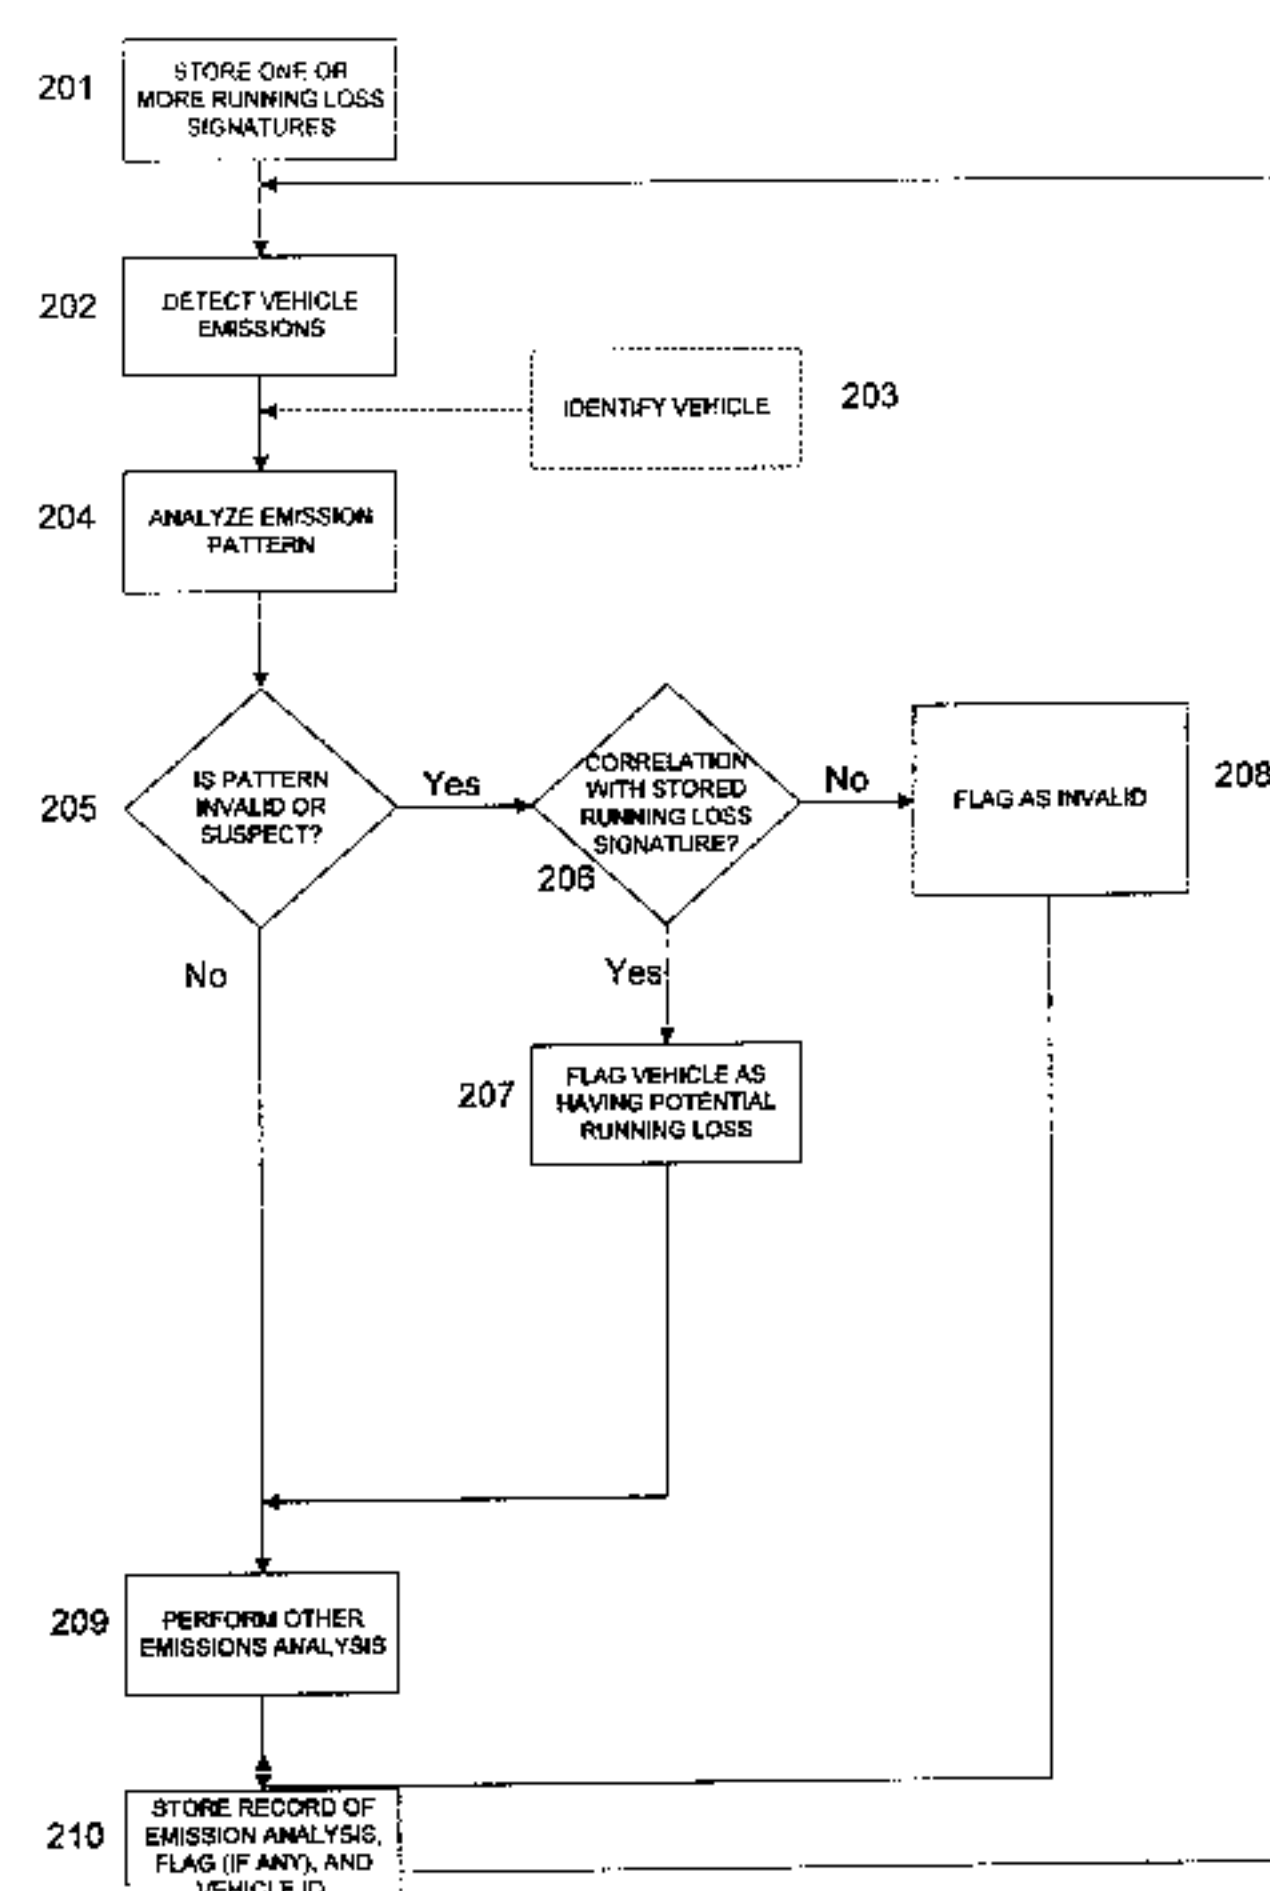 201
STORE ONE OR
MORE RUNNING LOSS
SIGNATURES
202
DETECT VEHICLE
EMISSIONS
IDENTIFY VEHICLE
203
204
ANALYZE EMISSION
PATTERN
205
IS PATTERN
INVALID OR
SUSPECT?
Yes
CORRELATION
WITH STORED
RUNNING LOSS
SIGNATURE?
206
No
FLAG AS INVALID
208
No
Yes
207
FLAG VEHICLE AS
HAVING POTENTIAL
RUNNING LOSS
209
PERFORM OTHER
EMISSIONS ANALYSIS
210
STORE RECORD OF
EMISSION ANALYSIS,
FLAG (IF ANY), AND
VEHICLE ID